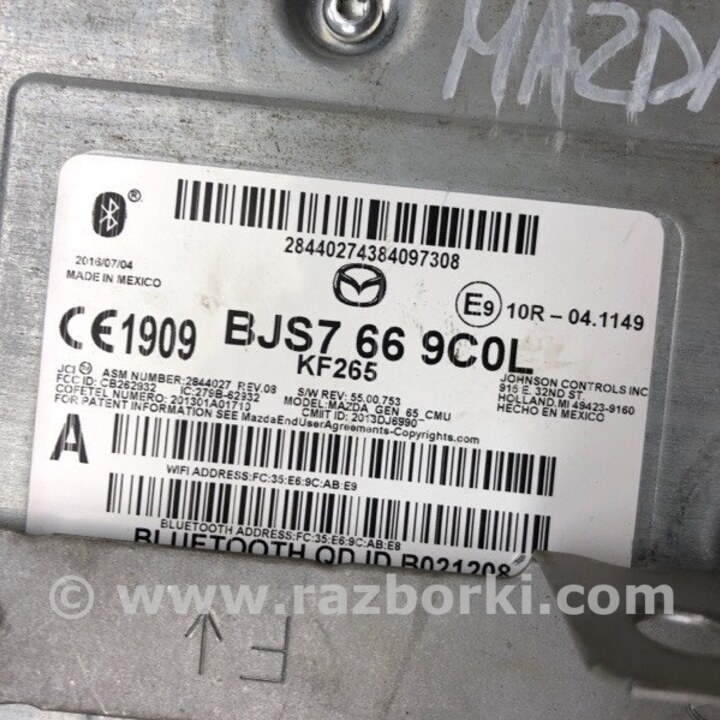 MAZDA
28440274384097308
2016/07/04
MADE IN MEXICO
E9 10R – 04.1149
CE1909 BJS7 66 9C0L
KF265
JCI ASM NUMBER:2844027 REV.08
FCC ID: CB262932 IC:279B-62932
COFETEL NUMERO: 201301A01710
S/W REV: 55.00.753
MODEL:MAZDA_GEN_65_CMU
CMIIT ID: 2013DJ6990
FOR PATENT INFORMATION SEE MazdaEndUserAgreements-Copyrights.com
JOHNSON CONTROLS INC
915 E. 32ND ST.
HOLLAND.MI 49423-9160
HECHO EN MEXICO
A
WIFI ADDRESS:FC:35:E6:9C:AB:E9
BLUETOOTH ADDRESS:FC:35:E6:9C:AB:E8
BLUETOOTH QD ID B021208
© www.razborki.com
F